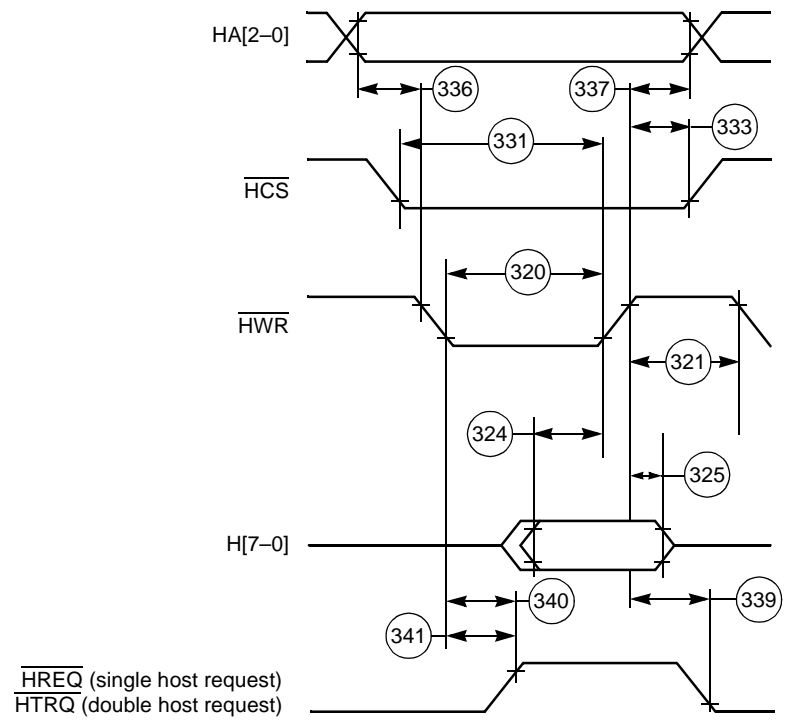 HA[2–0]
336
337
333
331
HCS
320
HWR
321
324
325
H[7–0]
340
339
341
HREQ (single host request)
HTRQ (double host request)